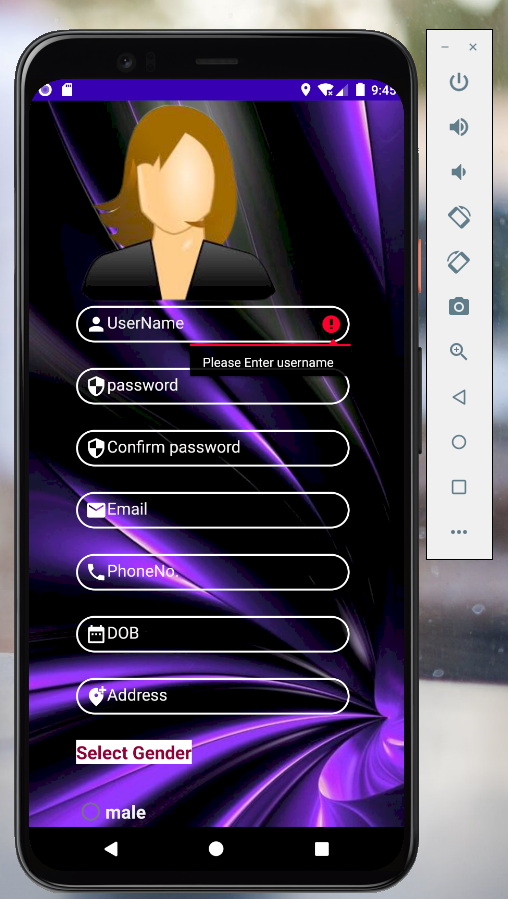 9:45
UserName
Please Enter username
password
Confirm password
Email
PhoneNo.
DOB
Address
Select Gender
male